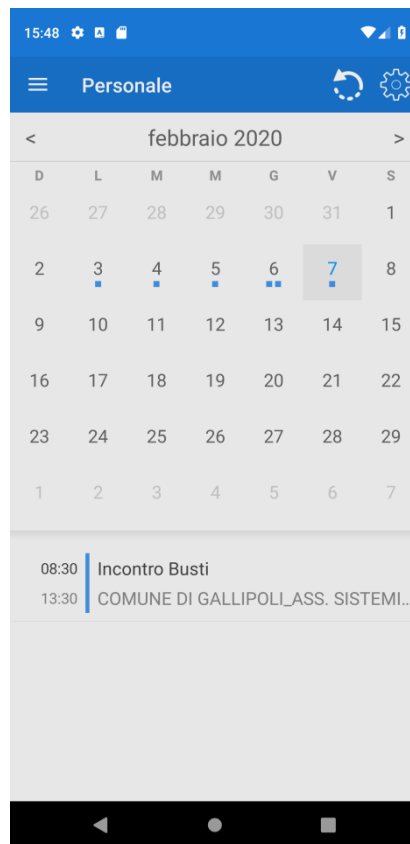 15:48
Personale
< febbraio 2020 >
D L M M G V S
26 27 28 29 30 31 1
2 3 4 5 6 7 8
9 10 11 12 13 14 15
16 17 18 19 20 21 22
23 24 25 26 27 28 29
1 2 3 4 5 6 7
08:30 Incontro Busti
13:30 COMUNE DI GALLIPOLI_ASS. SISTEMI...